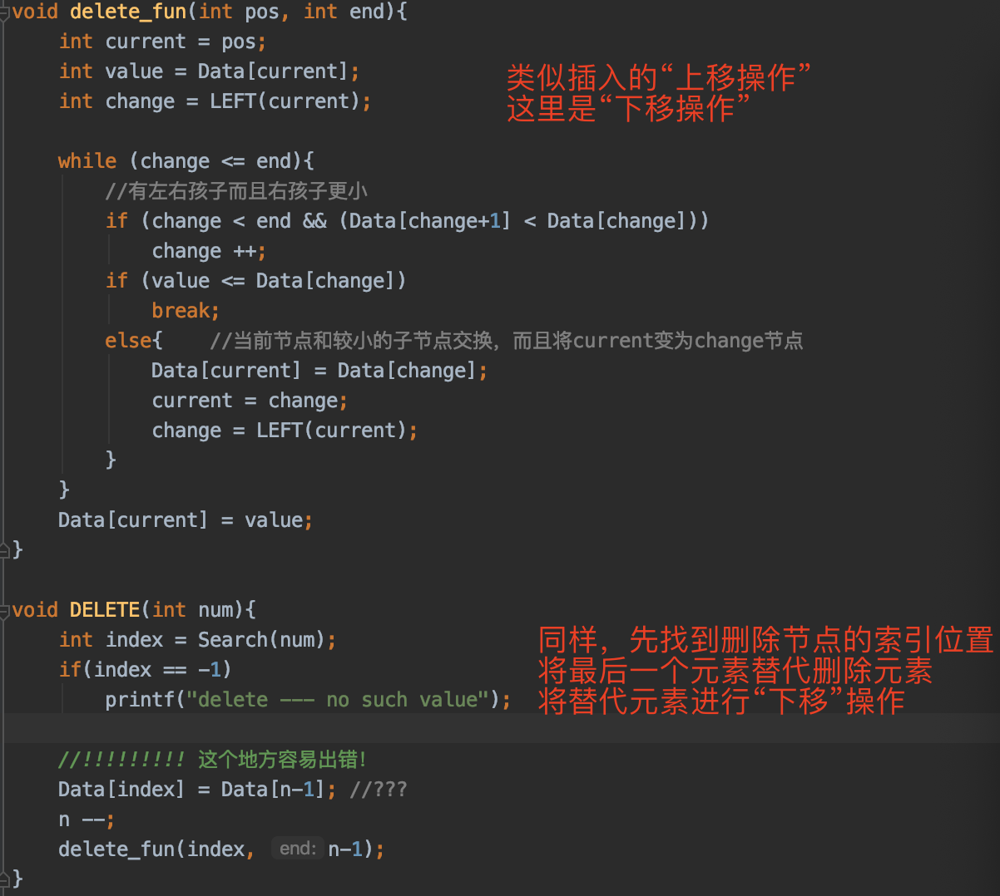 void delete_fun(int pos, int end){
    int current = pos;
    int value = Data[current];
    int change = LEFT(current);
类似插入的“上移操作”
这里是“下移操作”
    while (change <= end){
        //有左右孩子而且右孩子更小
        if (change < end && (Data[change+1] < Data[change]))
            change ++;
        if (value <= Data[change])
            break;
        else{    //当前节点和较小的子节点交换，而且将current变为change节点
            Data[current] = Data[change];
            current = change;
            change = LEFT(current);
        }
    }
    Data[current] = value;
}
void DELETE(int num){
    int index = Search(num);
    if(index == -1)
        printf("delete --- no such value");
同样，先找到删除节点的索引位置
将最后一个元素替代删除元素
将替代元素进行“下移”操作
    //!!!!!!!!! 这个地方容易出错!
    Data[index] = Data[n-1]; //???
    n --;
    delete_fun(index, end: n-1);
}